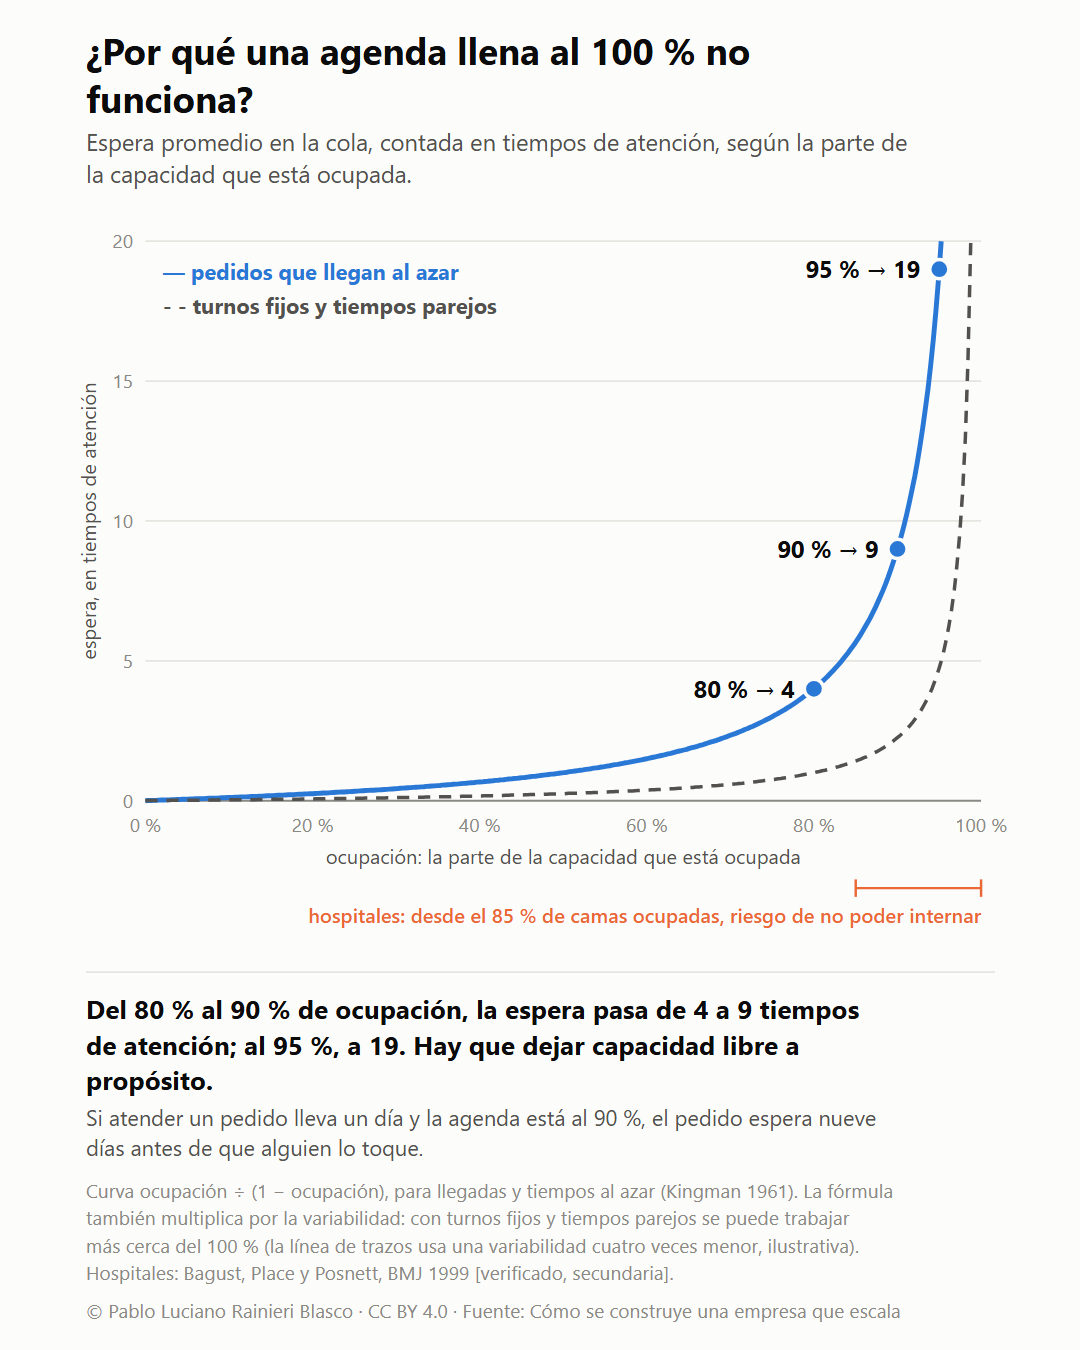 ¿Por qué una agenda llena al 100 % no
funciona?
Espera promedio en la cola, contada en tiempos de atención, según la parte de
la capacidad que está ocupada.
20
— pedidos que llegan al azar
- - turnos fijos y tiempos parejos
95 % → 19
15
espera, en tiempos de atención
10
90 % → 9
5
80 % → 4
0
0 % 20 % 40 % 60 % 80 % 100 %
ocupación: la parte de la capacidad que está ocupada
hospitales: desde el 85 % de camas ocupadas, riesgo de no poder internar
Del 80 % al 90 % de ocupación, la espera pasa de 4 a 9 tiempos
de atención; al 95 %, a 19. Hay que dejar capacidad libre a
propósito.
Si atender un pedido lleva un día y la agenda está al 90 %, el pedido espera nueve
días antes de que alguien lo toque.
Curva ocupación ÷ (1 − ocupación), para llegadas y tiempos al azar (Kingman 1961). La fórmula
también multiplica por la variabilidad: con turnos fijos y tiempos parejos se puede trabajar
más cerca del 100 % (la línea de trazos usa una variabilidad cuatro veces menor, ilustrativa).
Hospitales: Bagust, Place y Posnett, BMJ 1999 [verificado, secundaria].
© Pablo Luciano Rainieri Blasco · CC BY 4.0 · Fuente: Cómo se construye una empresa que escala